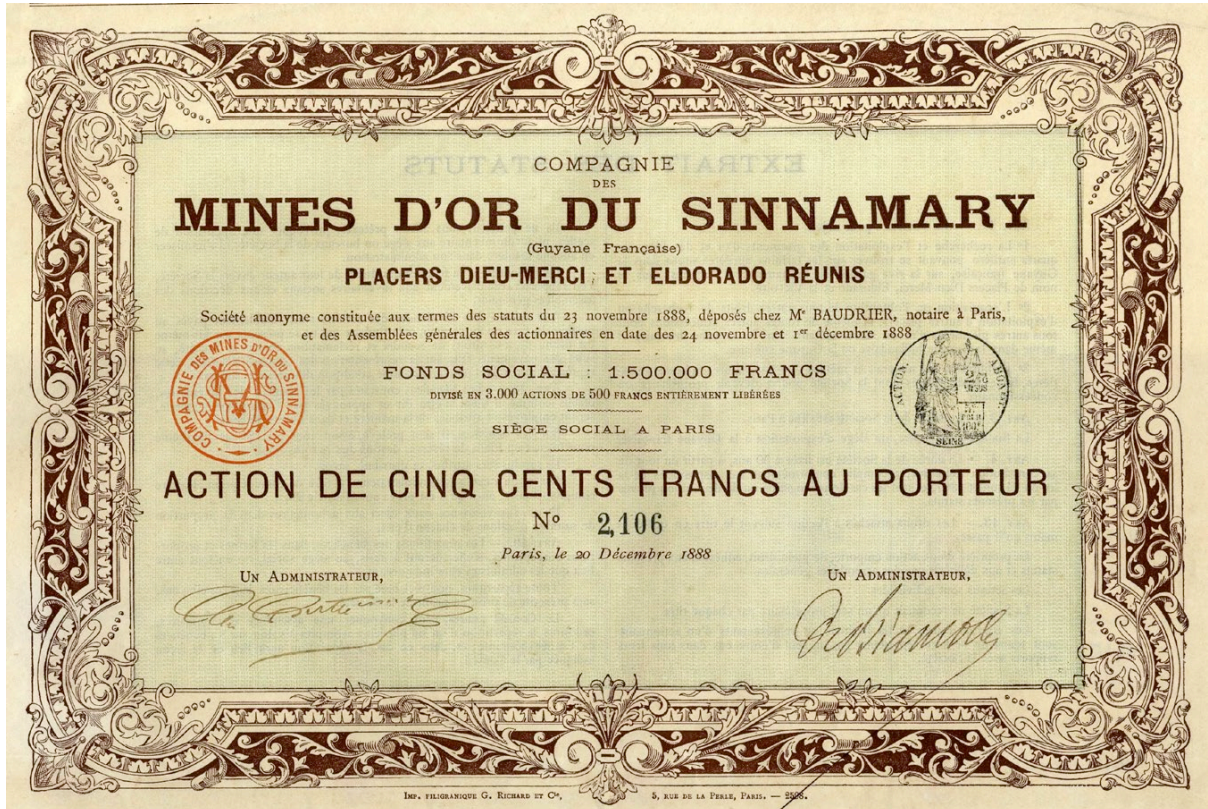 COMPAGNIE
DES
MINES D'OR DU SINNAMARY
(Guyane Française)
PLACERS DIEU-MERCI ET ELDORADO RÉUNIS
Société anonyme constituée aux termes des statuts du 23 novembre 1888, déposés chez Me BAUDRIER, notaire à Paris,
et des Assemblées générales des actionnaires en date des 24 novembre et 1er décembre 1888
COMPAGNIE DES MINES D'OR DU SINNAMARY
ACTION ABONEMT
SEINE
FONDS SOCIAL : 1.500.000 FRANCS
DIVISÉ EN 3.000 ACTIONS DE 500 FRANCS ENTIÈREMENT LIBÉRÉES
SIÈGE SOCIAL A PARIS
ACTION DE CINQ CENTS FRANCS AU PORTEUR
No 2,106
Paris, le 20 Décembre 1888
UN ADMINISTRATEUR,
UN ADMINISTRATEUR,
IMP. FILIGRANIQUE G. RICHARD ET Cie, 5, RUE DE LA PERLE, PARIS. —